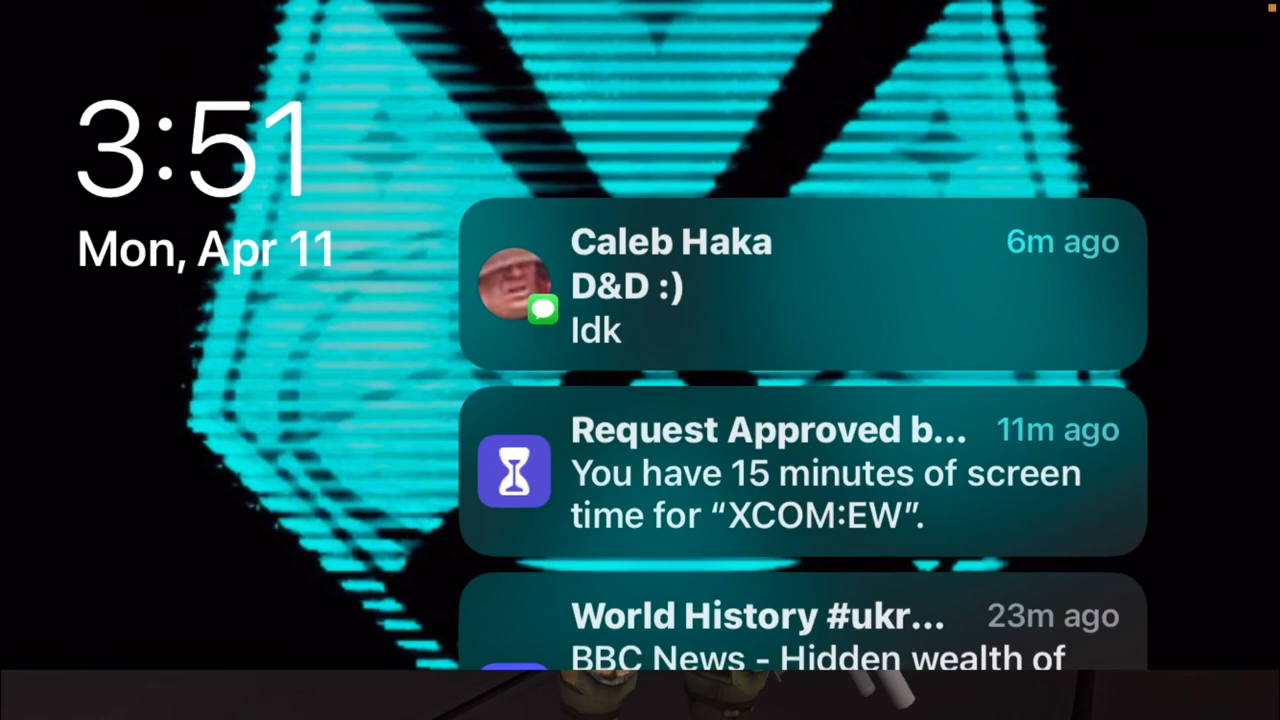 3:51
Mon, Apr 11
Caleb Haka
6m ago
D&D :)
Idk
Request Approved b...
11m ago
You have 15 minutes of screen
time for “XCOM:EW”.
World History #ukr...
23m ago
BBC News - Hidden wealth of